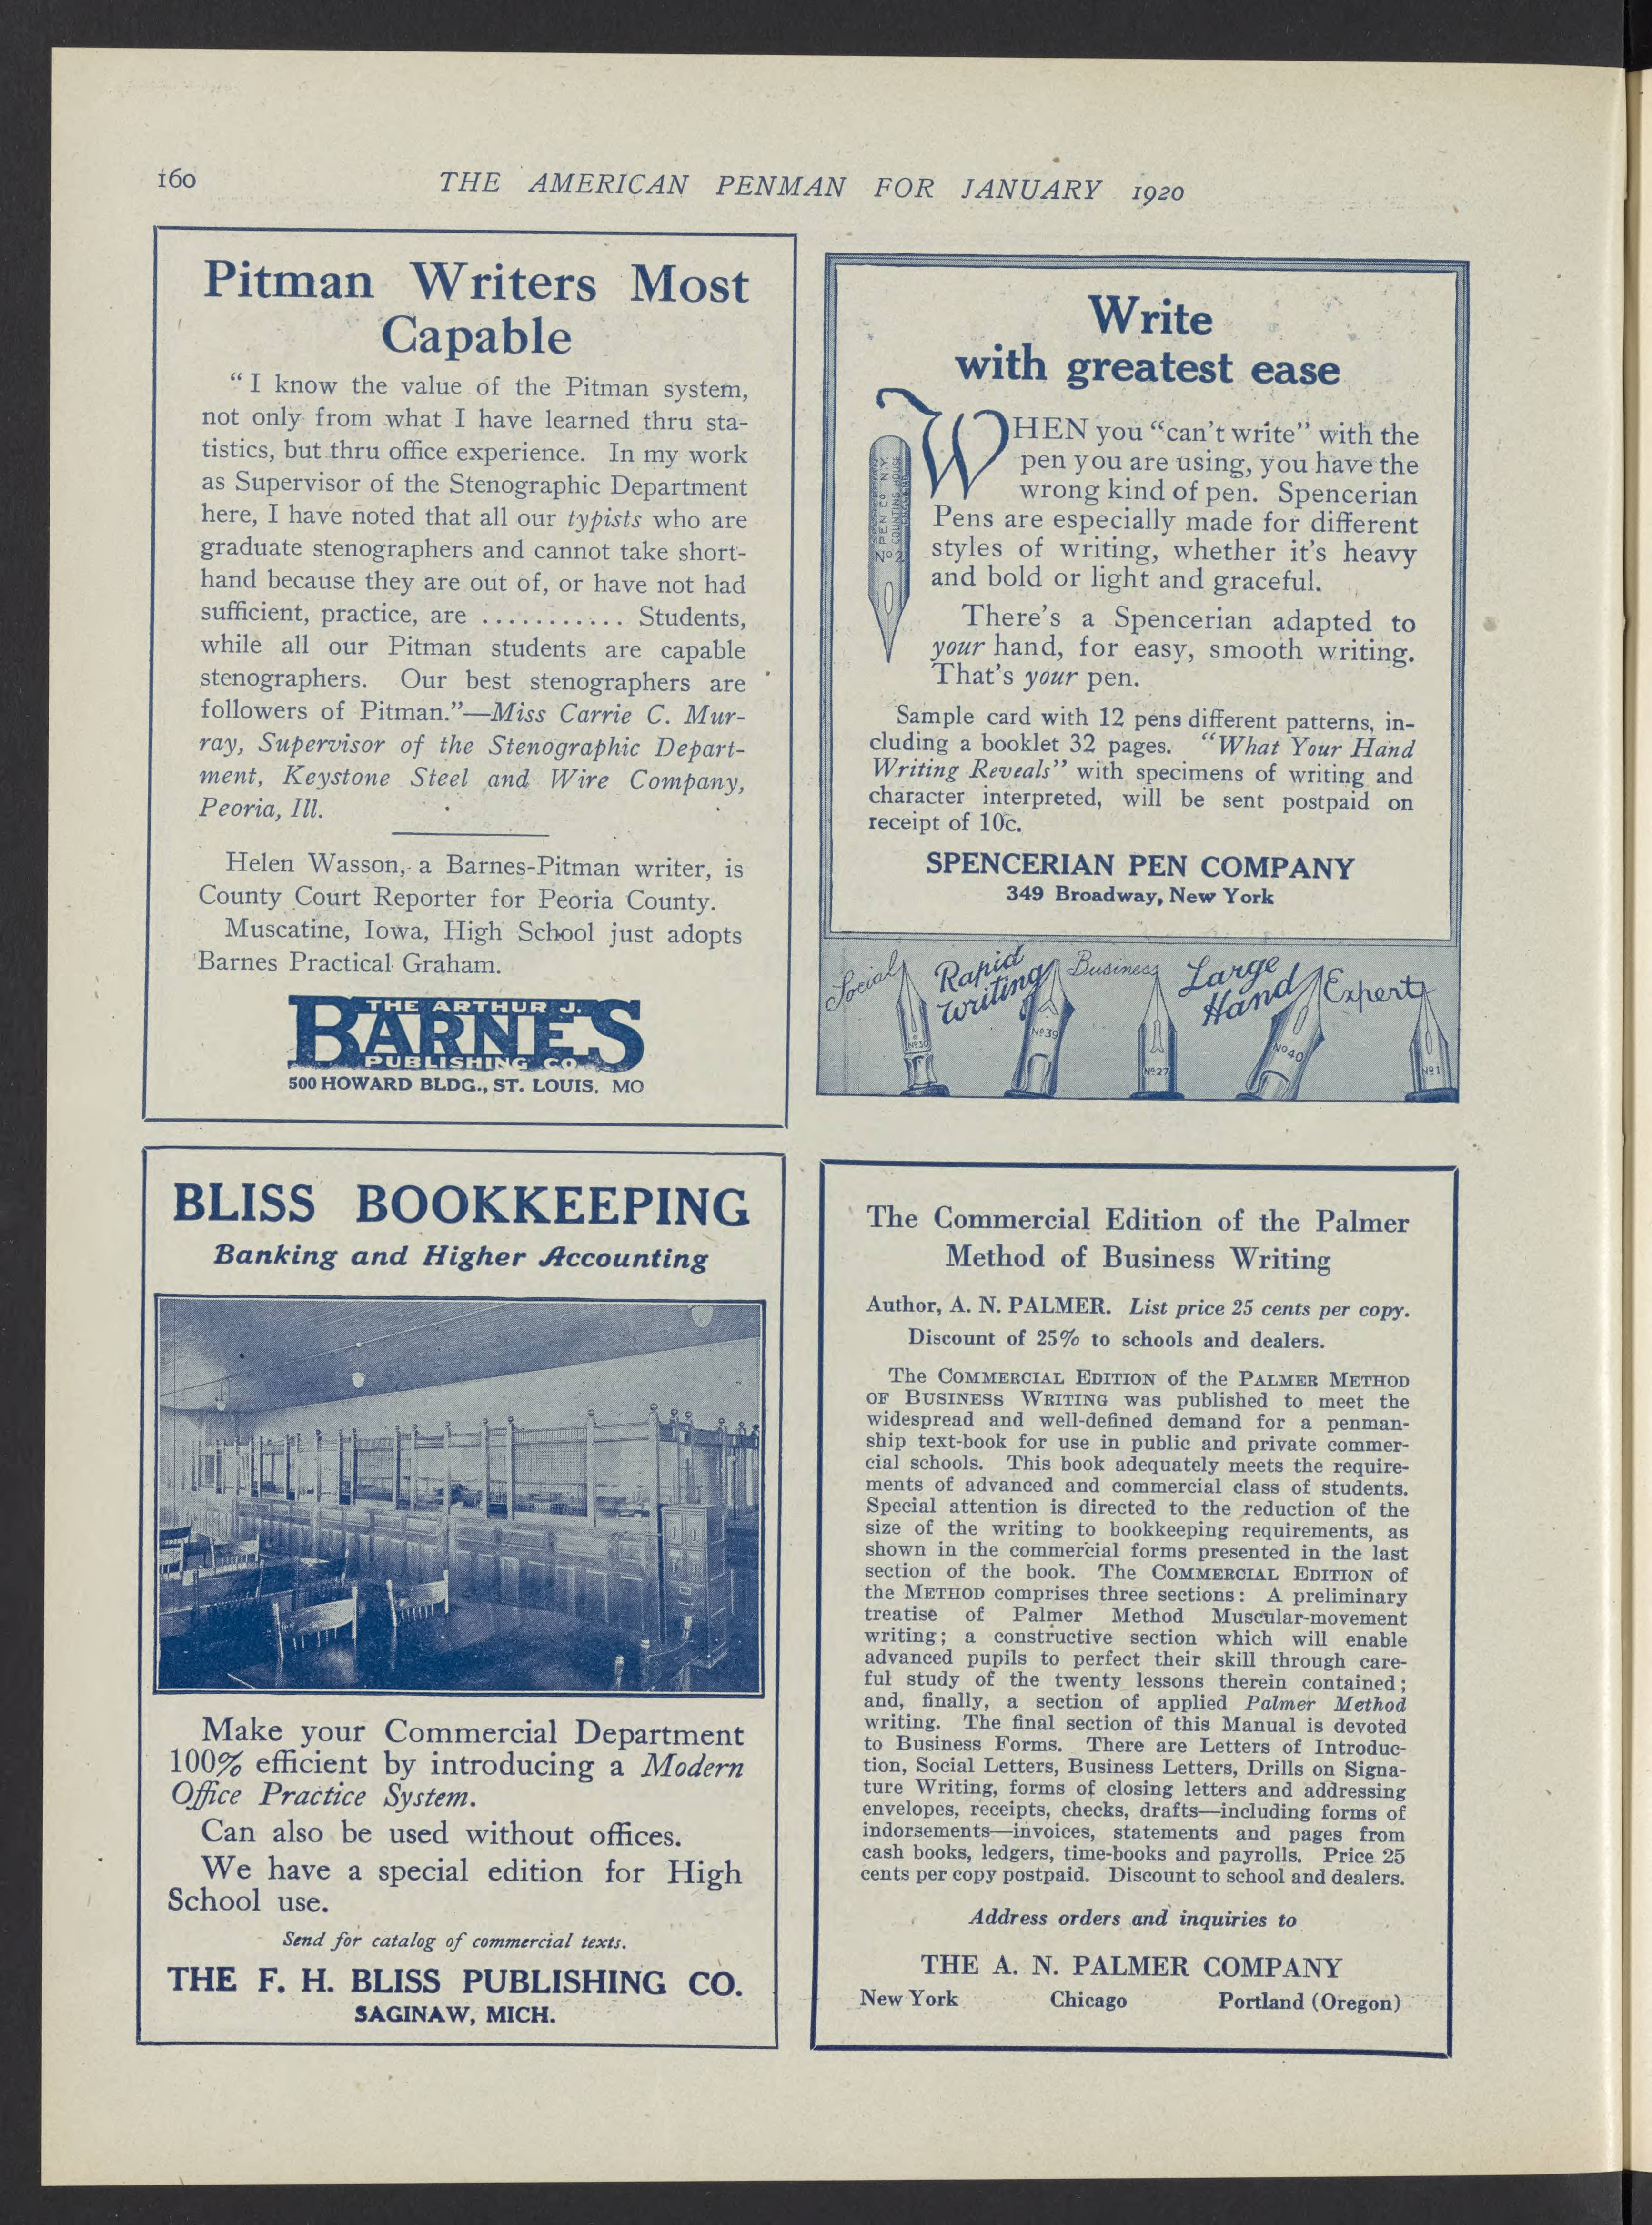 160
THE AMERICAN PENMAN FOR JANUARY 1920
Pitman Writers Most
Capable
“I know the value of the Pitman system,
not only from what I have learned thru sta-
tistics, but thru office experience. In my work
as Supervisor of the Stenographic Department
here, I have noted that all our typists who are
graduate stenographers and cannot take short-
hand because they are out of, or have not had
sufficient, practice, are ........... Students,
while all our Pitman students are capable
stenographers. Our best stenographers are
followers of Pitman.”—Miss Carrie C. Mur-
ray, Supervisor of the Stenographic Depart-
ment, Keystone Steel and Wire Company,
Peoria, Ill.
Helen Wasson, a Barnes-Pitman writer, is
County Court Reporter for Peoria County.
Muscatine, Iowa, High School just adopts
Barnes Practical Graham.
THE ARTHUR J.
BARNES
PUBLISHING CO
500 HOWARD BLDG., ST. LOUIS, MO
Write
with greatest ease
WHEN you “can't write” with the
pen you are using, you have the
wrong kind of pen. Spencerian
Pens are especially made for different
styles of writing, whether it's heavy
and bold or light and graceful.
There's a Spencerian adapted to
your hand, for easy, smooth writing.
That's your pen.
PEN CO. N.Y.
COUNTING HOUSE
No 2
Sample card with 12 pens different patterns, in-
cluding a booklet 32 pages. “What Your Hand
Writing Reveals” with specimens of writing and
character interpreted, will be sent postpaid on
receipt of 10c.
SPENCERIAN PEN COMPANY
349 Broadway, New York
Social
Rapid
Writing
Business
Large
Hand
Expert
No 39
No 27
No 40
No 1
BLISS BOOKKEEPING
Banking and Higher Accounting
Make your Commercial Department
100% efficient by introducing a Modern
Office Practice System.
Can also be used without offices.
We have a special edition for High
School use.
Send for catalog of commercial texts.
THE F. H. BLISS PUBLISHING CO.
SAGINAW, MICH.
The Commercial Edition of the Palmer
Method of Business Writing
Author, A. N. PALMER. List price 25 cents per copy.
Discount of 25% to schools and dealers.
The COMMERCIAL EDITION of the PALMER METHOD
OF BUSINESS WRITING was published to meet the
widespread and well-defined demand for a penman-
ship text-book for use in public and private commer-
cial schools. This book adequately meets the require-
ments of advanced and commercial class of students.
Special attention is directed to the reduction of the
size of the writing to bookkeeping requirements, as
shown in the commercial forms presented in the last
section of the book. The COMMERCIAL EDITION of
the METHOD comprises three sections: A preliminary
treatise of Palmer Method Muscular-movement
writing; a constructive section which will enable
advanced pupils to perfect their skill through care-
ful study of the twenty lessons therein contained;
and, finally, a section of applied Palmer Method
writing. The final section of this Manual is devoted
to Business Forms. There are Letters of Introduc-
tion, Social Letters, Business Letters, Drills on Signa-
ture Writing, forms of closing letters and addressing
envelopes, receipts, checks, drafts—including forms of
indorsements—invoices, statements and pages from
cash books, ledgers, time-books and payrolls. Price 25
cents per copy postpaid. Discount to school and dealers.
Address orders and inquiries to
THE A. N. PALMER COMPANY
New York Chicago Portland (Oregon)